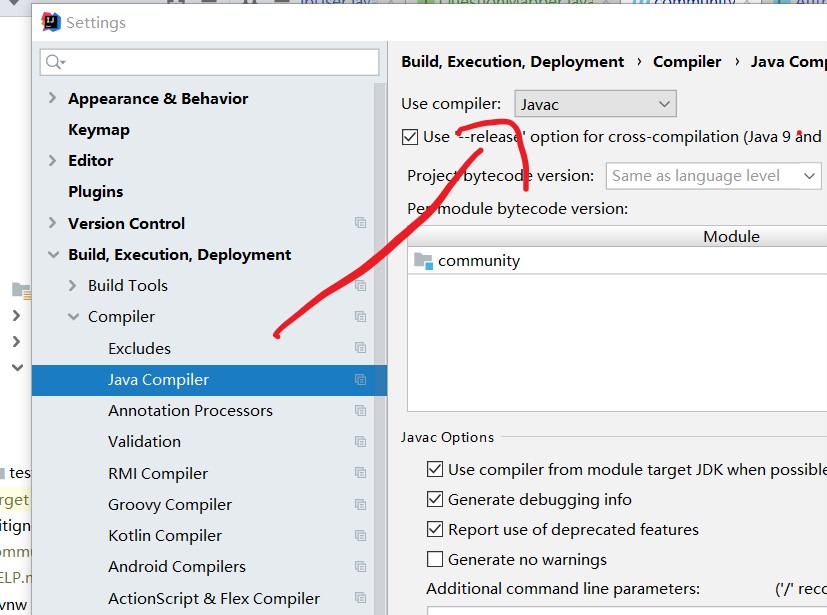 Settings
Appearance & Behavior
Keymap
Editor
Plugins
Version Control
Build, Execution, Deployment
Build Tools
Compiler
Excludes
Java Compiler
Annotation Processors
Validation
RMI Compiler
Groovy Compiler
Kotlin Compiler
Android Compilers
ActionScript & Flex Compiler
Build, Execution, Deployment › Compiler › Java Comp
Use compiler: Javac
Use '--release' option for cross-compilation (Java 9 and
Project bytecode version: Same as language level
Per-module bytecode version:
Module
community
Javac Options
Use compiler from module target JDK when possible
Generate debugging info
Report use of deprecated features
Generate no warnings
Additional command line parameters: ('/' reco
test
arget
itign
ommu
ELP.m
vnw